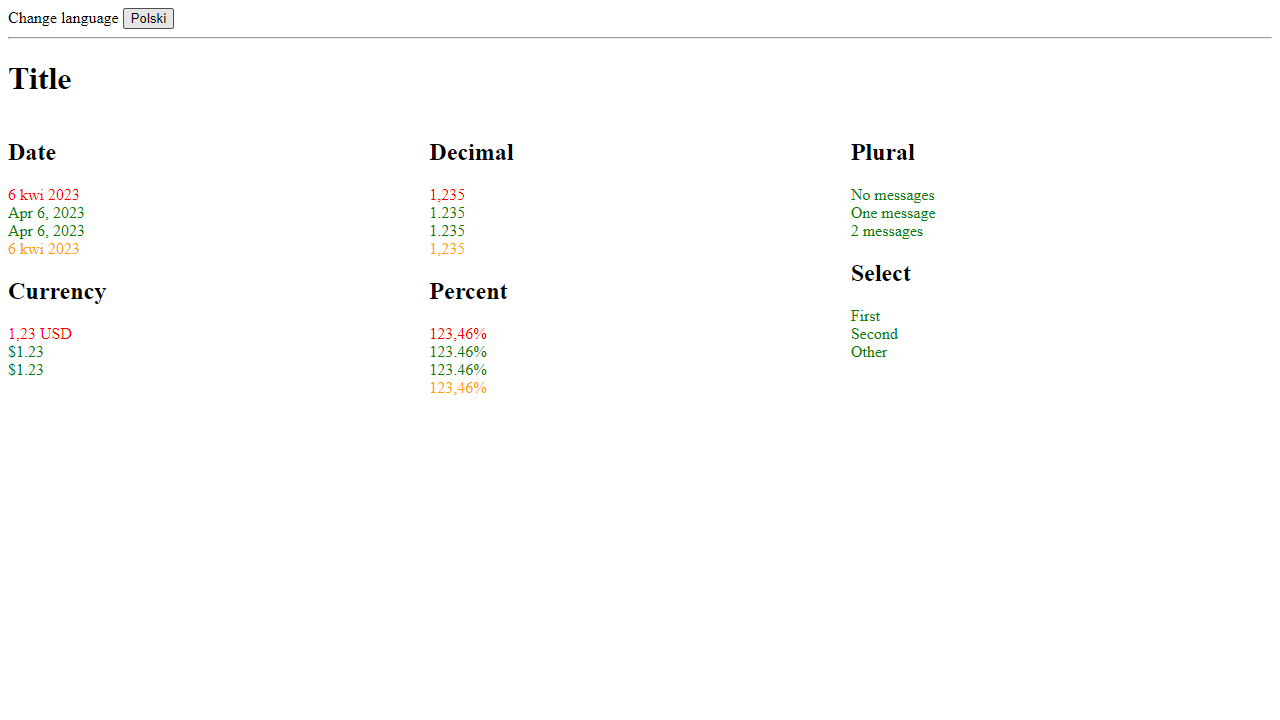 Change language Polski
Title
Date
6 kwi 2023
Apr 6, 2023
Apr 6, 2023
6 kwi 2023
Currency
1,23 USD
$1.23
$1.23
Decimal
1,235
1.235
1.235
1,235
Percent
123,46%
123.46%
123.46%
123,46%
Plural
No messages
One message
2 messages
Select
First
Second
Other